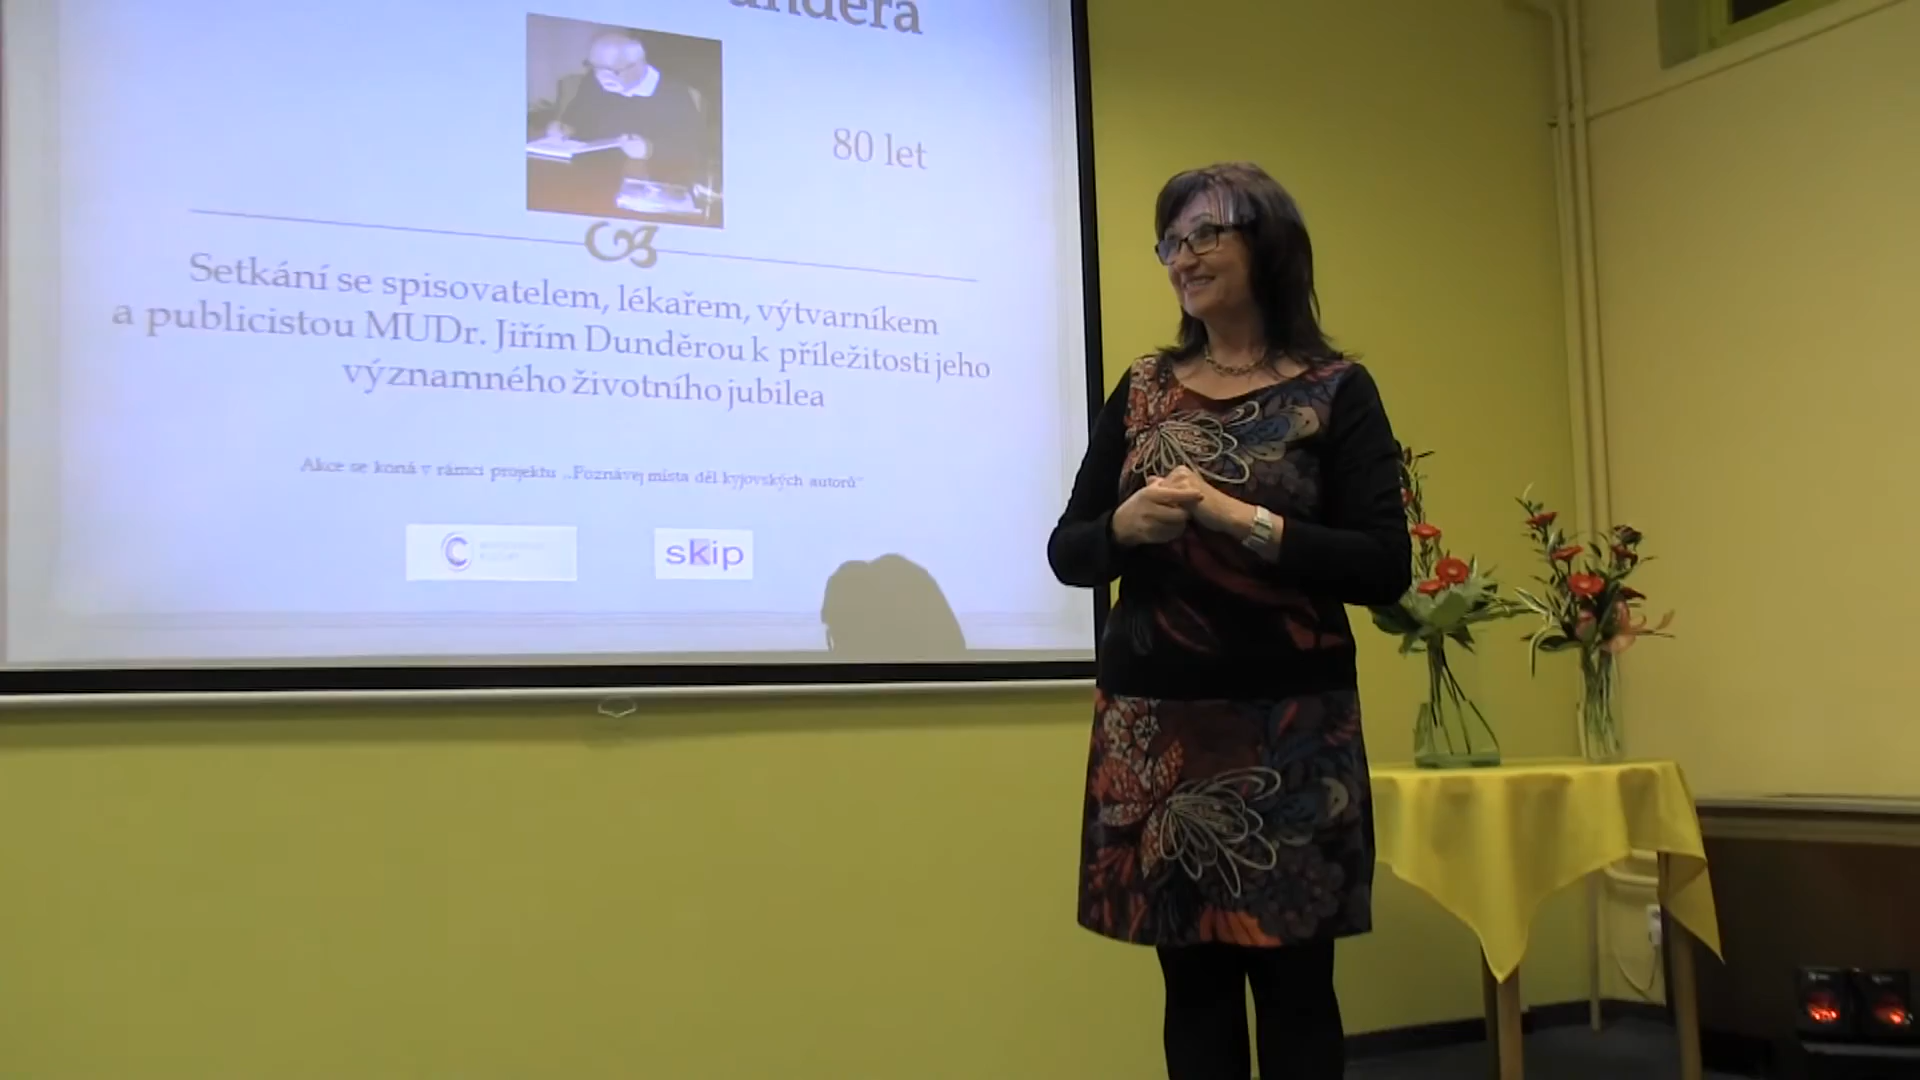 80 let
Setkání se spisovatelem, lékařem, výtvarníkem
a publicistou MUDr. Jiřím Dunděrou k příležitosti jeho
významného životního jubilea
Akce se koná v rámci projektu „Poznávej místa děl kyjovských autorů"
skip